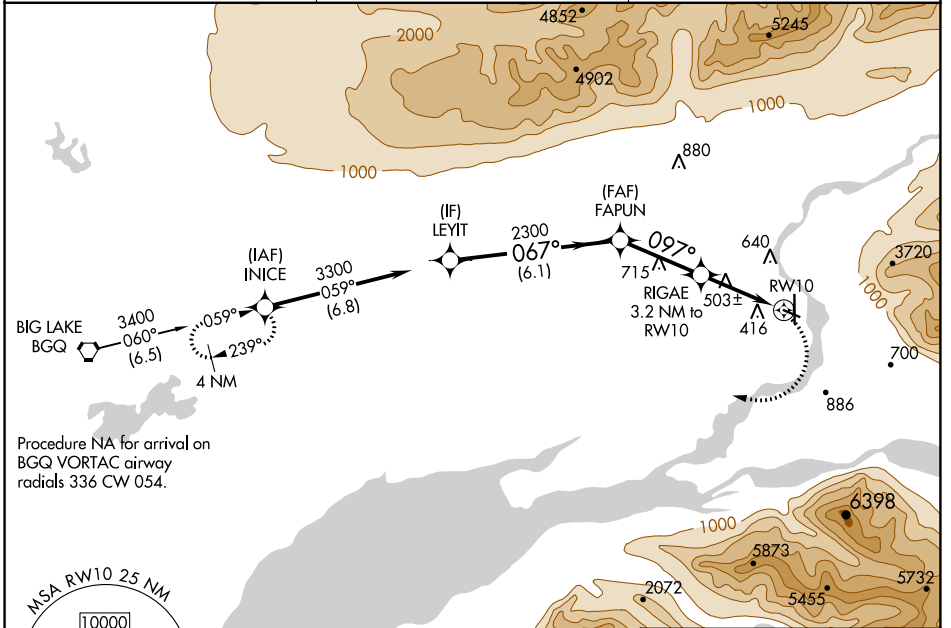 4852
5245
2000
4902
1000
1000
880
(FAF)
FAPUN
(IF)
LEYIT
2300
067°
(6.1)
097°
640
715
3720
(IAF)
INICE
3300
059°
(6.8)
RIGAE
3.2 NM to
RW10
503±
RW10
416
1000
BIG LAKE
BGQ
3400
060°
(6.5)
059°
239°
4 NM
700
886
Procedure NA for arrival on
BGQ VORTAC airway
radials 336 CW 054.
6398
1000
5873
5732
5455
2072
MSA RW10 25 NM
10000